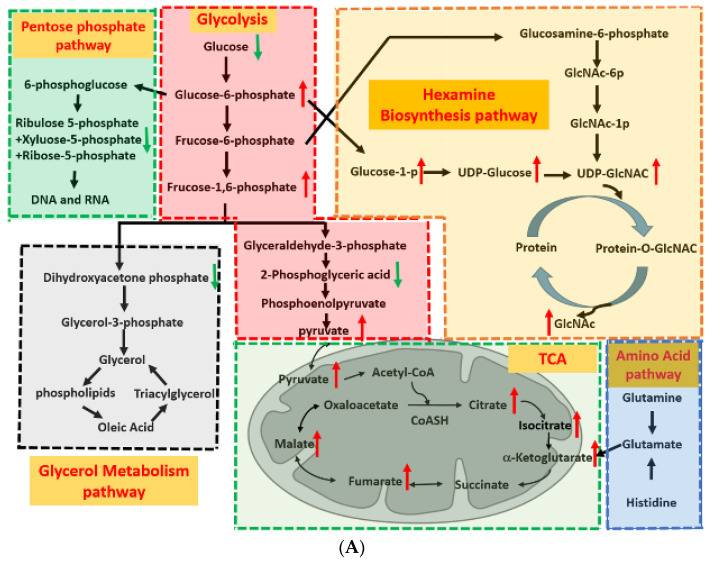 Pentose phosphate
pathway
6-phosphoglucose
Ribulose 5-phosphate
+Xyluose-5-phosphate
+Ribose-5-phosphate
DNA and RNA
Glycolysis
Glucose
Glucose-6-phosphate
Frucose-6-phosphate
Frucose-1,6-phosphate
Glyceraldehyde-3-phosphate
2-Phosphoglyceric acid
Phosphoenolpyruvate
pyruvate
Hexamine
Biosynthesis pathway
Glucosamine-6-phosphate
GlcNAc-6p
GlcNAc-1p
Glucose-1-p
UDP-Glucose
UDP-GlcNAC
Protein
Protein-O-GlcNAC
GlcNAc
Dihydroxyacetone phosphate
Glycerol-3-phosphate
Glycerol
phospholipids
Triacylglycerol
Oleic Acid
Glycerol Metabolism
pathway
TCA
Pyruvate
Acetyl-CoA
Oxaloacetate
CoASH
Citrate
Isocitrate
α-Ketoglutarate
Succinate
Fumarate
Malate
Amino Acid
pathway
Glutamine
Glutamate
Histidine
(A)